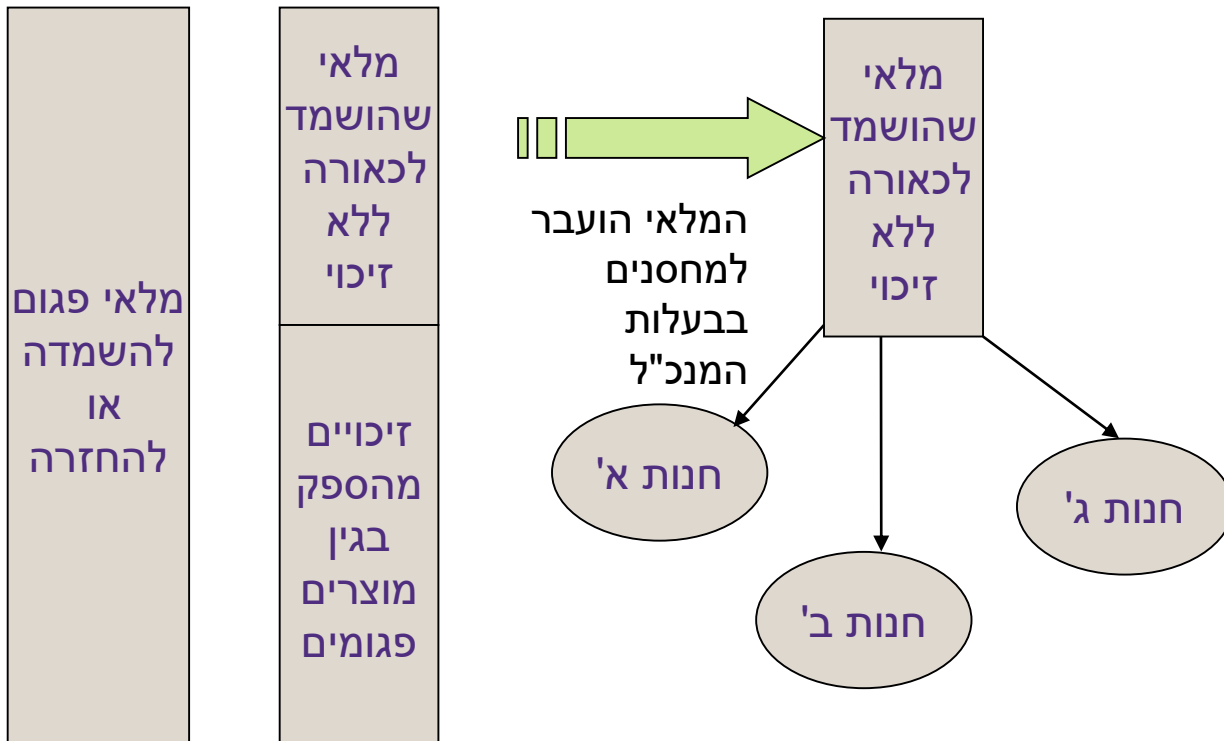 מלאי פגום
להשמדה
או
להחזרה
מלאי
שהושמד
לכאורה
ללא
זיכוי
זיכויים
מהספק
בגין
מוצרים
פגומים
המלאי הועבר
למחסנים
בבעלות
המנכ"ל
מלאי
שהושמד
לכאורה
ללא
זיכוי
חנות א'
חנות ב'
חנות ג'